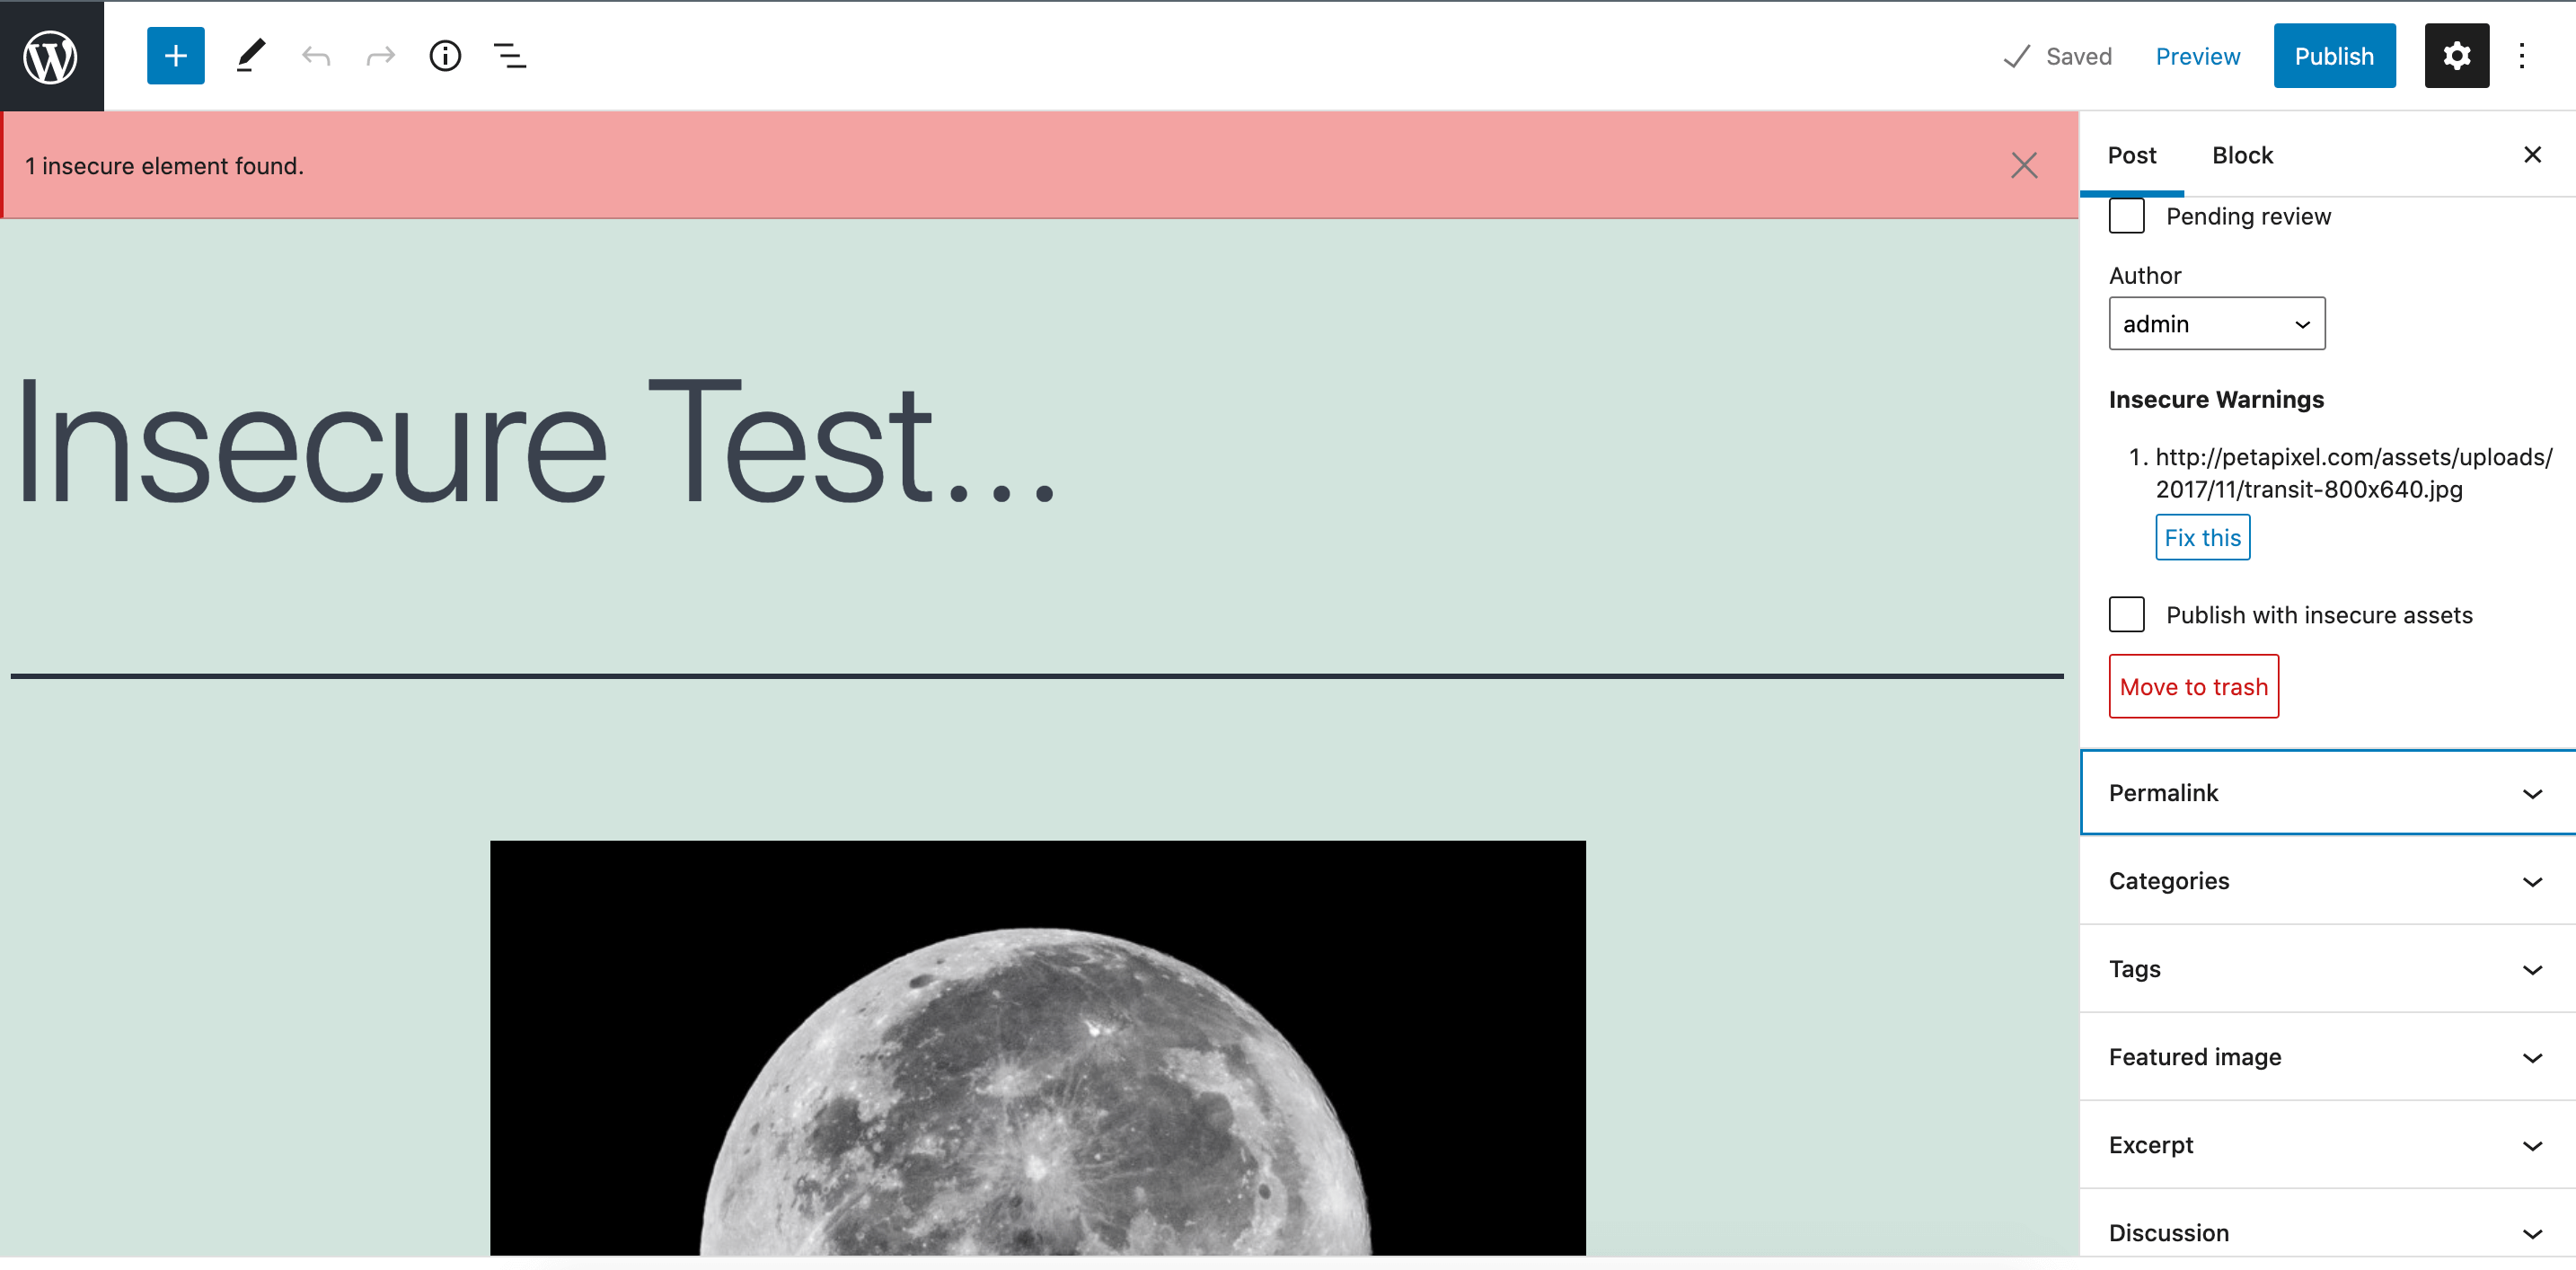 Saved Preview Publish
1 insecure element found.
Insecure Test...
Post Block
Pending review
Author
admin
Insecure Warnings
1. http://petapixel.com/assets/uploads/
2017/11/transit-800x640.jpg
Fix this
Publish with insecure assets
Move to trash
Permalink
Categories
Tags
Featured image
Excerpt
Discussion